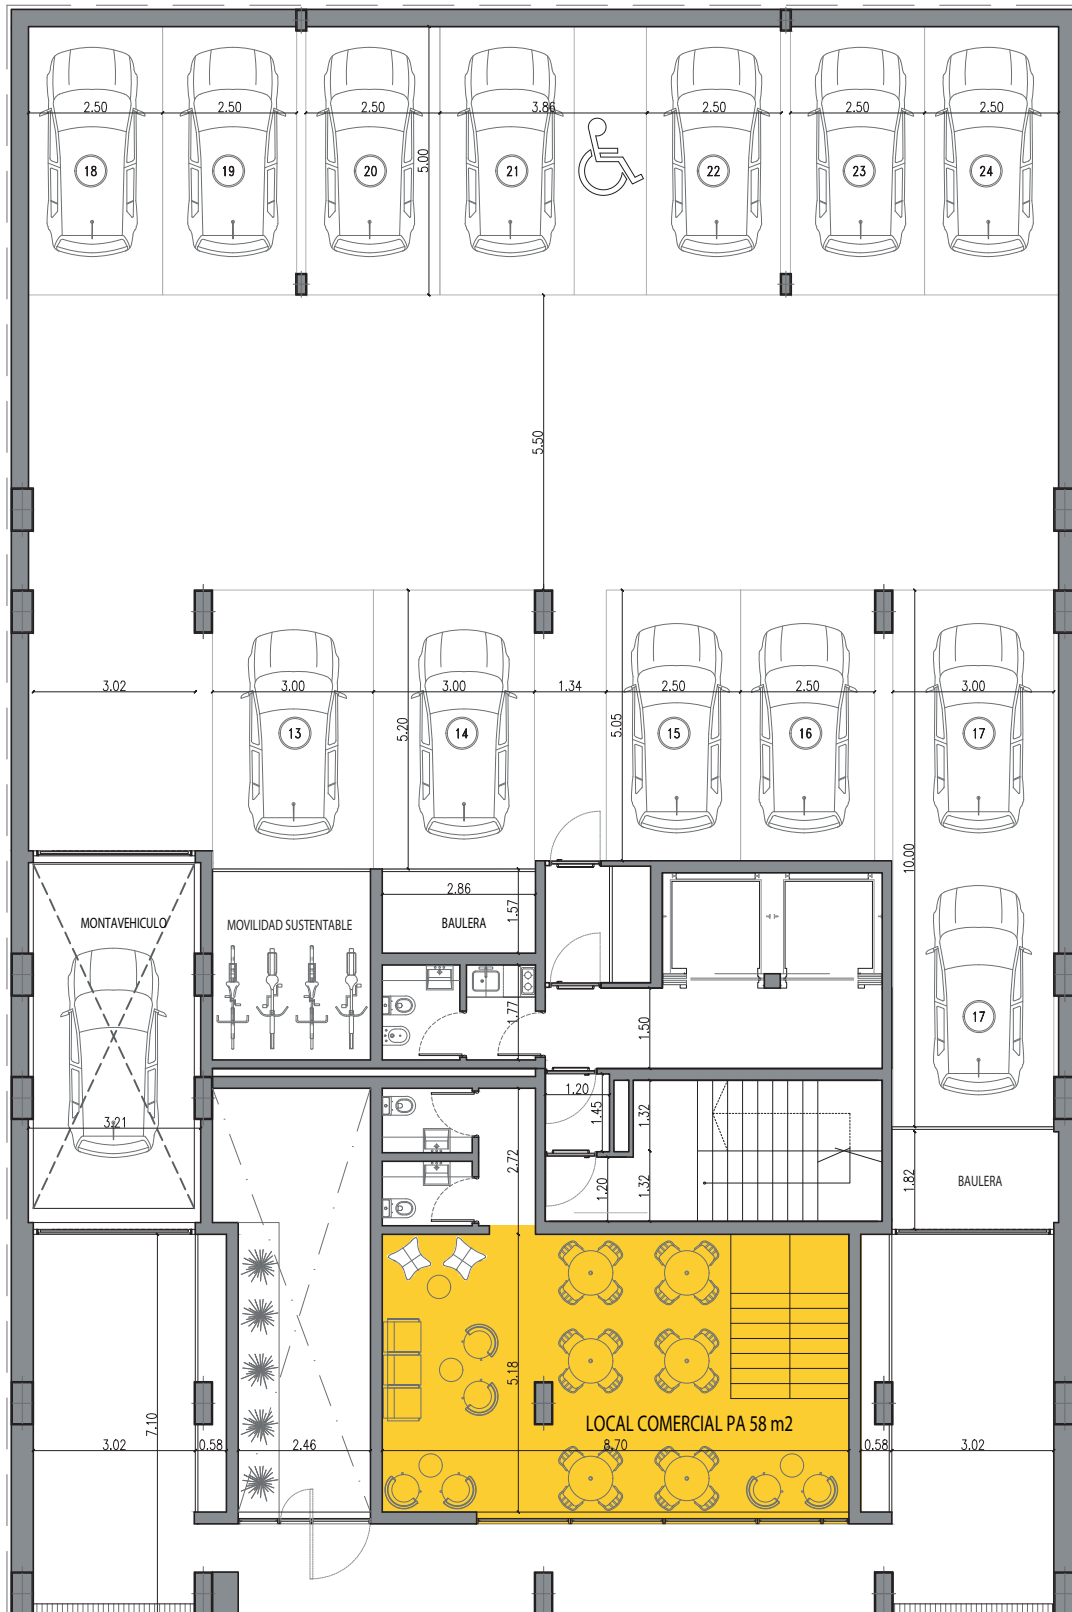 2.50 2.50 2.50 3.86 2.50 2.50 2.50
5.00
18 19 20 21 22 23 24
5.50
3.02 3.00 3.00 1.34 2.50 2.50 3.00
5.20 5.05
13 14 15 16 17
10.00
2.86
1.57
MONTAVEHICULO MOVILIDAD SUSTENTABLE BAULERA
1.77 1.50 17
1.20
1.45 1.32
3.21
2.72 1.20 1.32 1.82
BAULERA
5.18
LOCAL COMERCIAL PA 58 m2
7.10
3.02 0.58 2.46 8.70 0.58 3.02